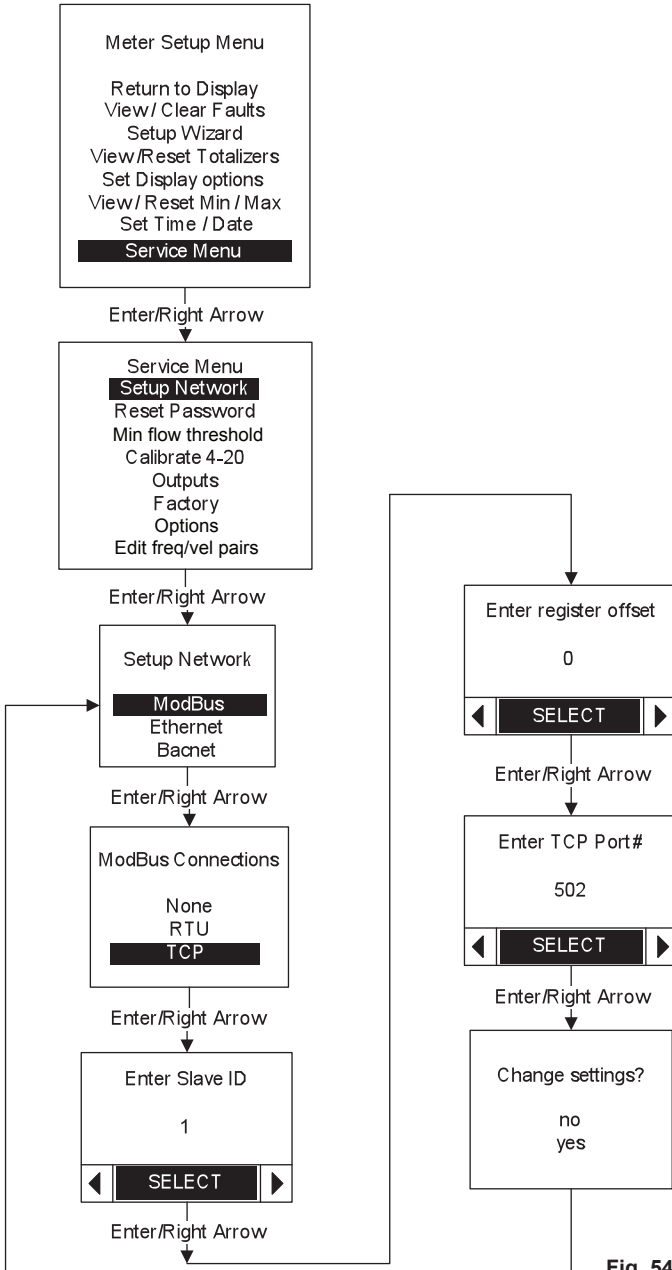 Meter Setup Menu
Return to Display
View / Clear Faults
Setup Wizard
View/Reset Totalizers
Set Display options
View / Reset Min / Max
Set Time / Date
Service Menu
Enter/Right Arrow
Service Menu
Setup Network
Reset Password
Min flow threshold
Calibrate 4-20
Outputs
Factory
Options
Edit freq/vel pairs
Enter/Right Arrow
Setup Network
ModBus
Ethernet
Bacnet
Enter/Right Arrow
ModBus Connections
None
RTU
TCP
Enter/Right Arrow
Enter Slave ID
1
SELECT
Enter/Right Arrow
Enter register offset
0
SELECT
Enter/Right Arrow
Enter TCP Port#
502
SELECT
Enter/Right Arrow
Change settings?
no
yes
Fig. 54